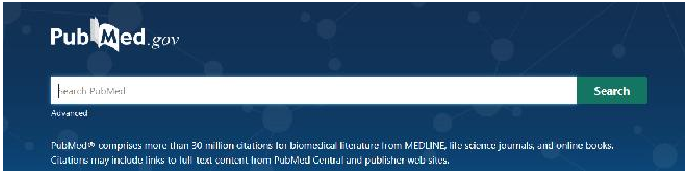 PubMed.gov
Search PubMed
Search
Advanced
PubMed® comprises more than 30 million citations for biomedical literature from MEDLINE, life science journals, and online books.
Citations may include links to full-text content from PubMed Central and publisher web sites.